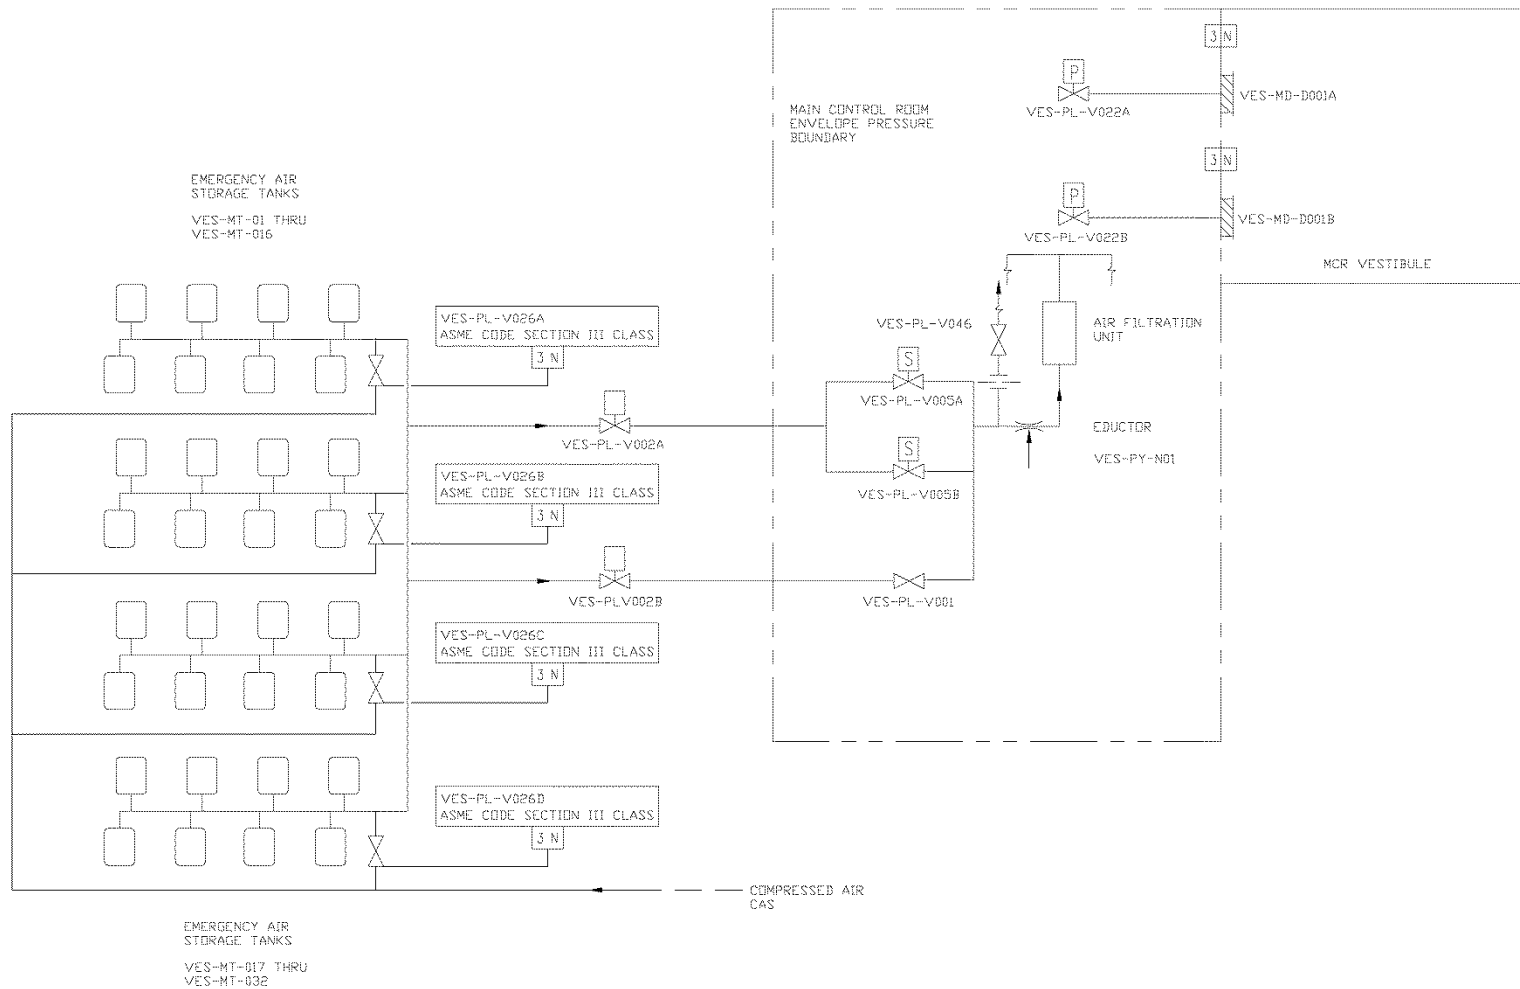 3 N
P
VES-MD-D001A
VES-PL-V022A
MAIN CONTROL ROOM
ENVELOPE PRESSURE
BOUNDARY
3 N
EMERGENCY AIR
STORAGE TANKS
VES-MT-01 THRU
VES-MT-016
P
VES-MD-D001B
VES-PL-V022B
MCR VESTIBULE
VES-PL-V026A
ASME CODE SECTION III CLASS
3 N
VES-PL-V046
AIR FILTRATION
UNIT
S
VES-PL-V005A
VES-PL-V002A
EDUCTOR
VES-PY-N01
S
VES-PL-V005B
VES-PL-V026B
ASME CODE SECTION III CLASS
3 N
VES-PLV002B
VES-PL-V001
VES-PL-V026C
ASME CODE SECTION III CLASS
3 N
VES-PL-V026D
ASME CODE SECTION III CLASS
3 N
COMPRESSED AIR
CAS
EMERGENCY AIR
STORAGE TANKS
VES-MT-017 THRU
VES-MT-032